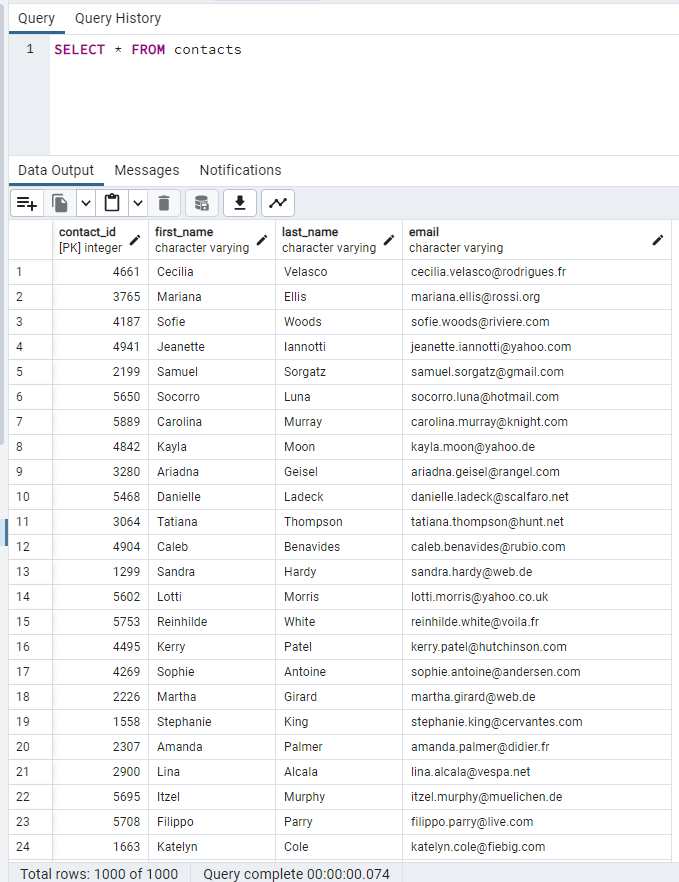 Query Query History
1 SELECT * FROM contacts
Data Output Messages Notifications
contact_id first_name last_name email
[PK] integer character varying character varying character varying
1 4661 Cecilia Velasco cecilia.velasco@rodrigues.fr
2 3765 Mariana Ellis mariana.ellis@rossi.org
3 4187 Sofie Woods sofie.woods@riviere.com
4 4941 Jeanette Iannotti jeanette.iannotti@yahoo.com
5 2199 Samuel Sorgatz samuel.sorgatz@gmail.com
6 5650 Socorro Luna socorro.luna@hotmail.com
7 5889 Carolina Murray carolina.murray@knight.com
8 4842 Kayla Moon kayla.moon@yahoo.de
9 3280 Ariadna Geisel ariadna.geisel@rangel.com
10 5468 Danielle Ladeck danielle.ladeck@scalfaro.net
11 3064 Tatiana Thompson tatiana.thompson@hunt.net
12 4904 Caleb Benavides caleb.benavides@rubio.com
13 1299 Sandra Hardy sandra.hardy@web.de
14 5602 Lotti Morris lotti.morris@yahoo.co.uk
15 5753 Reinhilde White reinhilde.white@voila.fr
16 4495 Kerry Patel kerry.patel@hutchinson.com
17 4269 Sophie Antoine sophie.antoine@andersen.com
18 2226 Martha Girard martha.girard@web.de
19 1558 Stephanie King stephanie.king@cervantes.com
20 2307 Amanda Palmer amanda.palmer@didier.fr
21 2900 Lina Alcala lina.alcala@vespa.net
22 5695 Itzel Murphy itzel.murphy@muelichen.de
23 5708 Filippo Parry filippo.parry@live.com
24 1663 Katelyn Cole katelyn.cole@fiebig.com
Total rows: 1000 of 1000 Query complete 00:00:00.074